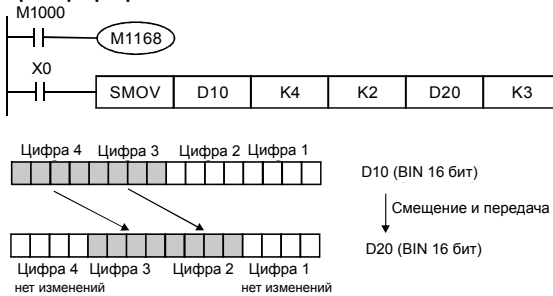 M1000
M1168
X0
SMOV D10 K4 K2 D20 K3
Цифра 4 Цифра 3 Цифра 2 Цифра 1
D10 (BIN 16 бит)
Смещение и передача
D20 (BIN 16 бит)
Цифра 4 Цифра 3 Цифра 2 Цифра 1
нет изменений нет изменений